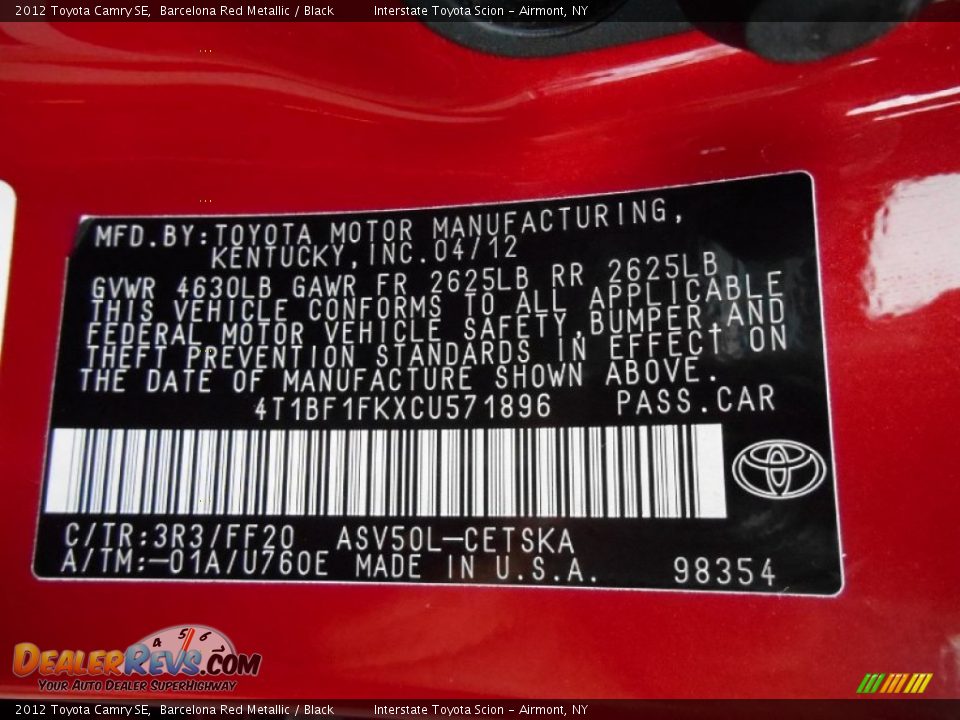 2012 Toyota Camry SE, Barcelona Red Metallic / Black Interstate Toyota Scion - Airmont, NY
MFD.BY:TOYOTA MOTOR MANUFACTURING,
KENTUCKY,INC.04/12
GVWR 4630LB GAWR FR 2625LB RR 2625LB
THIS VEHICLE CONFORMS TO ALL APPLICABLE
FEDERAL MOTOR VEHICLE SAFETY,BUMPER,AND
THEFT PREVENTION STANDARDS IN EFFECT ON
THE DATE OF MANUFACTURE SHOWN ABOVE.
4T1BF1FKXCU571896 PASS.CAR
C/TR:3R3/FF20 ASV50L-CETSKA
A/TM:-01A/U760E MADE IN U.S.A. 98354
4 5 6
DEALERREVS.COM
YOUR AUTO DEALER SUPERHIGHWAY
2012 Toyota Camry SE, Barcelona Red Metallic / Black Interstate Toyota Scion - Airmont, NY